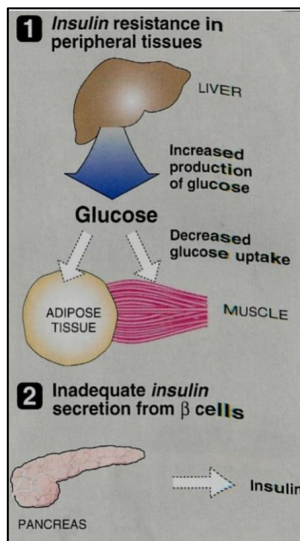 1 Insulin resistance in
peripheral tissues
LIVER
Increased
production
of glucose
Glucose
Decreased
glucose uptake
ADIPOSE
TISSUE
MUSCLE
2 Inadequate insulin
secretion from β cells
Insulin
PANCREAS